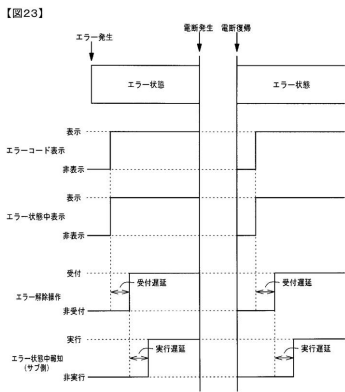 【図23】
エラー発生
電断発生 電断復帰
エラー状態 エラー状態
表示
エラーコード表示
非表示
表示
エラー状態中表示
非表示
受付
受付遅延 受付遅延
エラー解除操作
非受付
実行
実行遅延 実行遅延
エラー状態中報知
(サブ側)
非実行